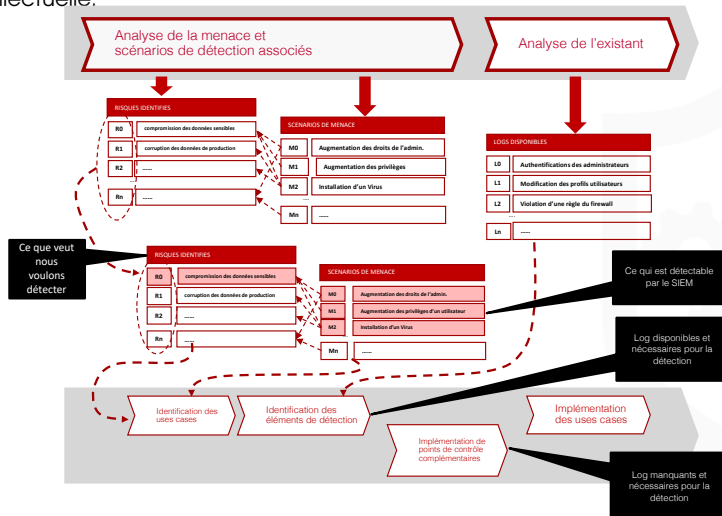 llectuelle.
Analyse de la menace et
scénarios de détection associés
Analyse de l'existant
RISQUES IDENTIFIES
R0 compromission des données sensibles
R1 corruption des données de production
R2 ......
...
Rn ......
SCENARIOS DE MENACE
M0 Augmentation des droits de l'admin.
M1 Augmentation des privilèges
M2 Installation d'un Virus
....
Mn ......
LOGS DISPONIBLES
L0 Authentifications des administrateurs
L1 Modification des profils utilisateurs
L2 Violation d'une règle du firewall
....
Ln ......
Ce que veut
nous
voulons
détecter
RISQUES IDENTIFIES
R0 compromission des données sensibles
R1 corruption des données de production
R2 ......
Rn ......
SCENARIOS DE MENACE
M0 Augmentation des droits de l'admin.
M1 Augmentation des privilèges d'un utilisateur
M2 Installation d'un Virus
Mn ......
Ce qui est détectable
par le SIEM
Log disponibles et
nécessaires pour la
détection
Identification des
uses cases
Identification des
éléments de détection
Implémentation de
points de contrôle
complémentaires
Implémentation
des uses cases
Log manquants et
nécessaires pour la
détection